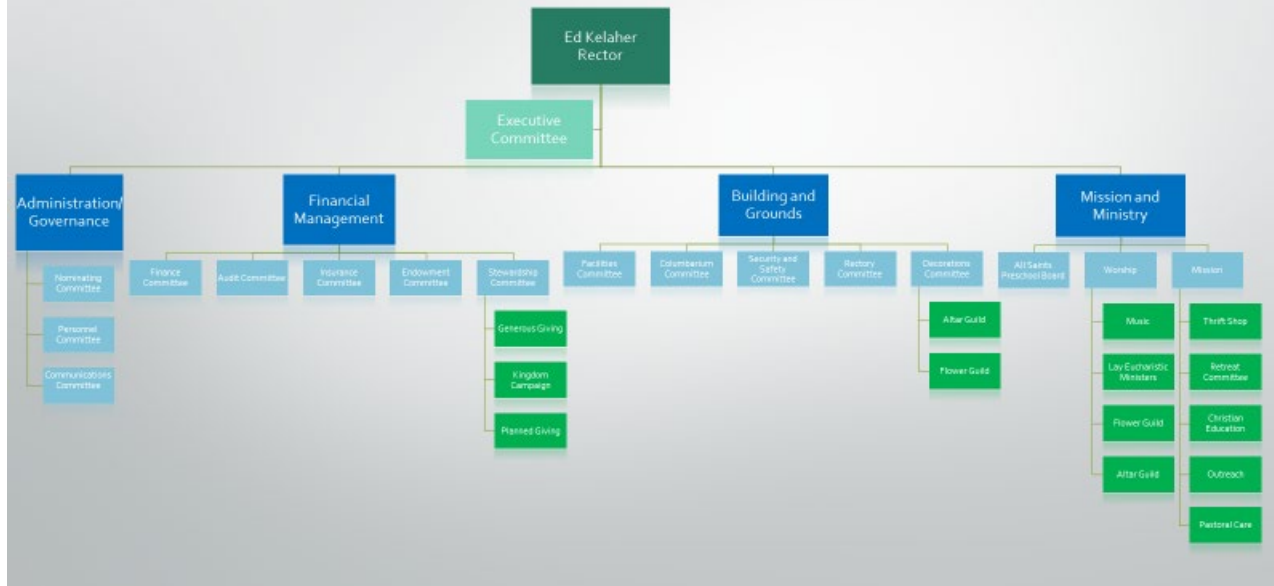 Ed Kelaher
Rector
Executive
Committee
Administration/
Governance
Financial
Management
Building and
Grounds
Mission and
Ministry
Nominating
Committee
Personnel
Committee
Communications
Committee
Finance
Committee
Audit Committee
Insurance
Committee
Endowment
Committee
Stewardship
Committee
Generous Giving
Kingdom
Campaign
Planned Giving
Facilities
Committee
Columbarium
Committee
Security and
Safety
Committee
Rectory
Committee
Decorations
Committee
Altar Guild
Flower Guild
All Saints
Preschool Board
Worship
Music
Lay Eucharistic
Ministers
Flower Guild
Altar Guild
Mission
Thrift Shop
Retreat
Committee
Christian
Education
Outreach
Pastoral Care